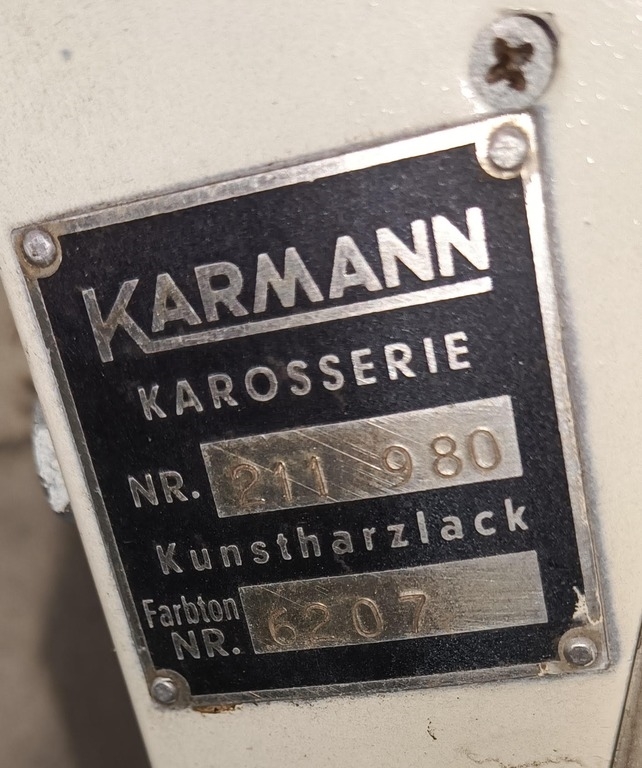 KARMANN
KAROSSERIE
NR. 211 980
Kunstharzlack
Farbton
NR. 6207